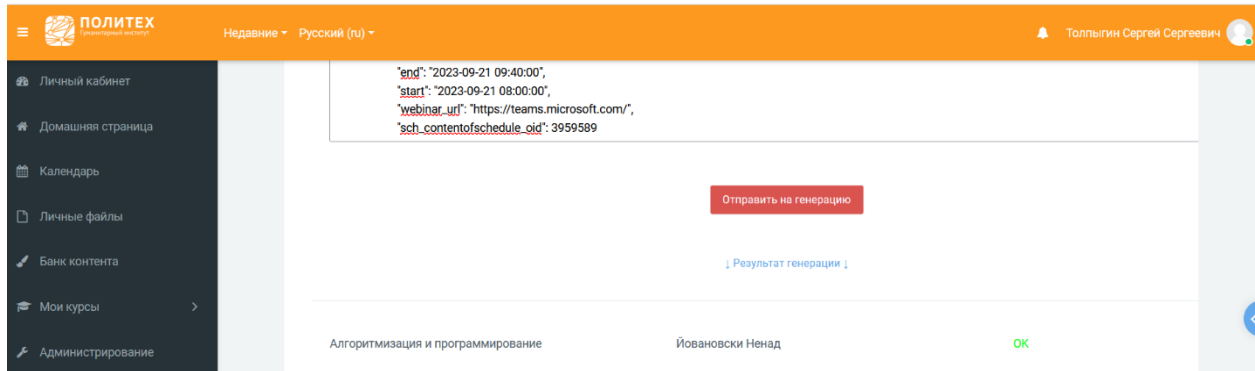 ПОЛИТЕХ
Гуманитарный институт
Недавние Русский (ru)
Толпыгин Сергей Сергеевич
Личный кабинет
Домашняя страница
Календарь
Личные файлы
Банк контента
Мои курсы
Администрирование
"end": "2023-09-21 09:40:00",
"start": "2023-09-21 08:00:00",
"webinar_url": "https://teams.microsoft.com/",
"sch_contentofschedule_oid": 3959589
Отправить на генерацию
↓ Результат генерации ↓
Алгоритмизация и программирование Йовановски Ненад OK